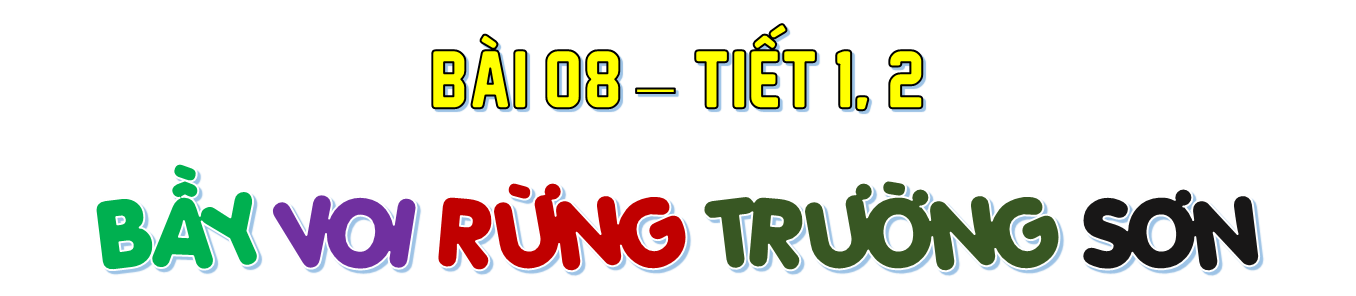 BÀI 08 – TIẾT 1, 2
BẦY VOI RỪNG TRƯỜNG SƠN